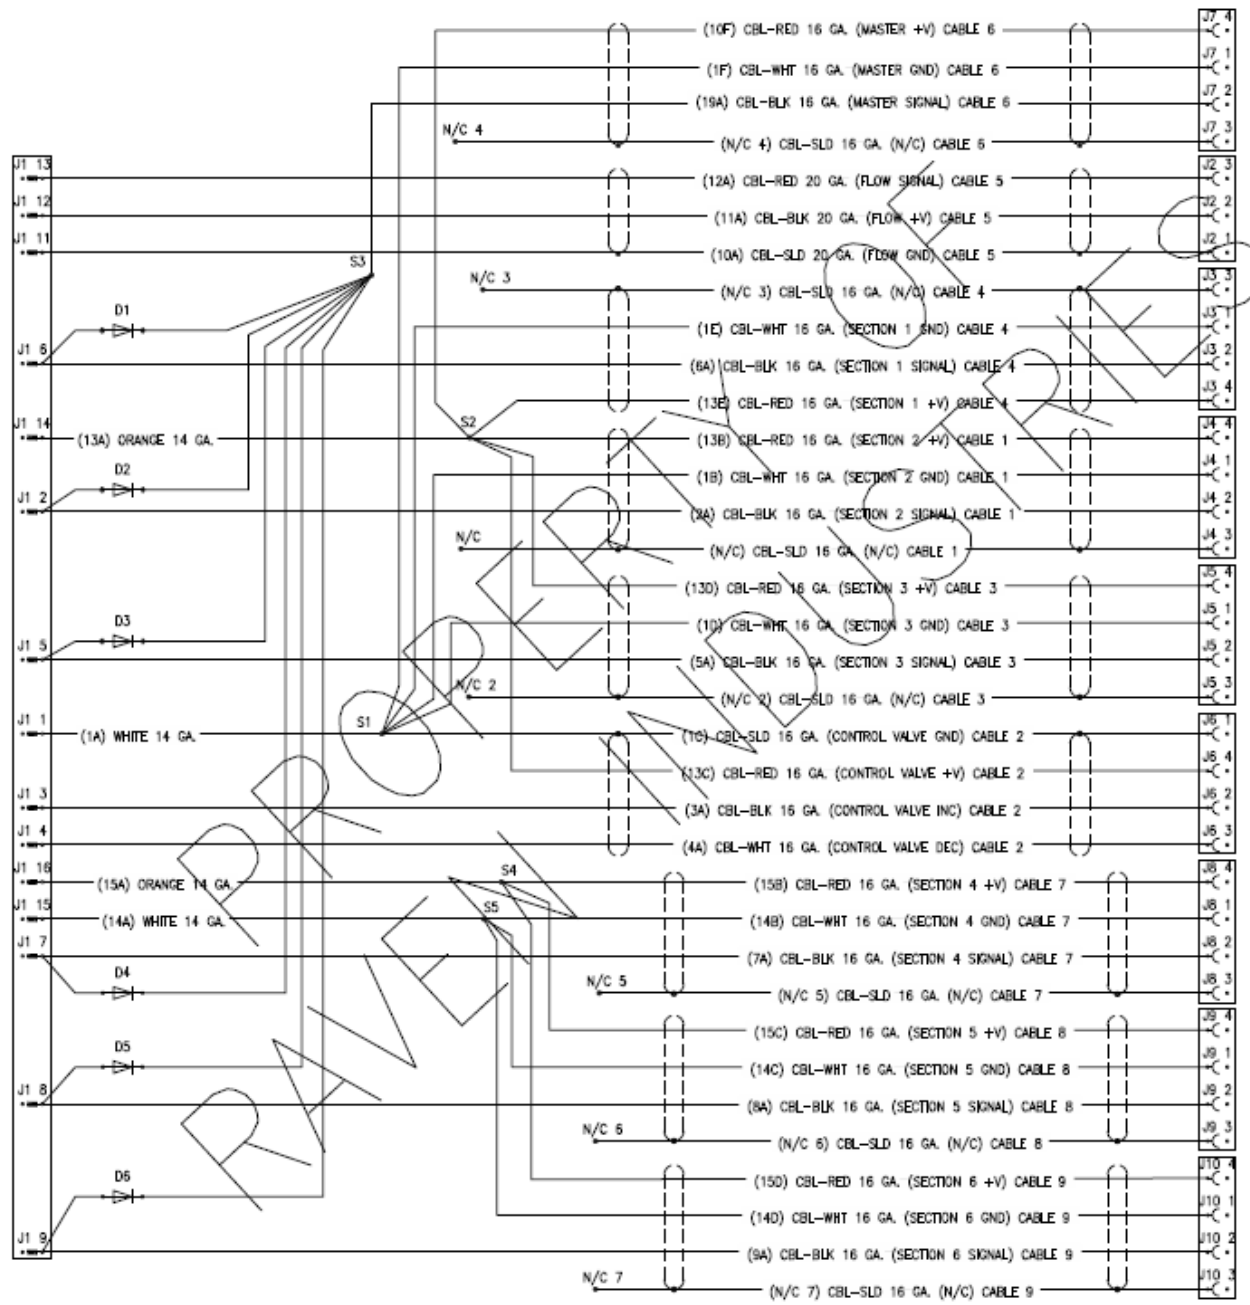 (10F) CBL-RED 16 GA. (MASTER +V) CABLE 6 J7 4
(1F) CBL-WHT 16 GA. (MASTER GND) CABLE 6 J7 1
(19A) CBL-BLK 16 GA. (MASTER SIGNAL) CABLE 6 J7 2
N/C 4 (N/C 4) CBL-SLD 16 GA. (N/C) CABLE 6 J7 3
J1 13 (12A) CBL-RED 20 GA. (FLOW SIGNAL) CABLE 5 J2 3
J1 12 (11A) CBL-BLK 20 GA. (FLOW +V) CABLE 5 J2 2
J1 11 (10A) CBL-SLD 20 GA. (FLOW GND) CABLE 5 J2 1
S3
N/C 3 (N/C 3) CBL-SLD 16 GA. (N/C) CABLE 4 J3 3
D1 (1E) CBL-WHT 16 GA. (SECTION 1 GND) CABLE 4 J3 1
J1 6 (6A) CBL-BLK 16 GA. (SECTION 1 SIGNAL) CABLE 4 J3 2
(13E) CBL-RED 16 GA. (SECTION 1 +V) CABLE 4 J3 4
J1 14 (13A) ORANGE 14 GA. S2 (13B) CBL-RED 16 GA. (SECTION 2 +V) CABLE 1 J4 4
D2 (1B) CBL-WHT 16 GA. (SECTION 2 GND) CABLE 1 J4 1
J1 2 (2A) CBL-BLK 16 GA. (SECTION 2 SIGNAL) CABLE 1 J4 2
N/C (N/C) CBL-SLD 16 GA. (N/C) CABLE 1 J4 3
(13D) CBL-RED 16 GA. (SECTION 3 +V) CABLE 3 J5 4
D3 (1D) CBL-WHT 16 GA. (SECTION 3 GND) CABLE 3 J5 1
J1 5 (5A) CBL-BLK 16 GA. (SECTION 3 SIGNAL) CABLE 3 J5 2
N/C 2 (N/C 2) CBL-SLD 16 GA. (N/C) CABLE 3 J5 3
J1 1 (1A) WHITE 14 GA. S1 (1C) CBL-SLD 16 GA. (CONTROL VALVE GND) CABLE 2 J6 1
(13C) CBL-RED 16 GA. (CONTROL VALVE +V) CABLE 2 J6 4
J1 3 (3A) CBL-BLK 16 GA. (CONTROL VALVE INC) CABLE 2 J6 2
J1 4 (4A) CBL-WHT 16 GA. (CONTROL VALVE DEC) CABLE 2 J6 3
J1 16 (15A) ORANGE 14 GA. S4 (15B) CBL-RED 16 GA. (SECTION 4 +V) CABLE 7 J8 4
J1 15 (14A) WHITE 14 GA. S5 (14B) CBL-WHT 16 GA. (SECTION 4 GND) CABLE 7 J8 1
J1 7 (7A) CBL-BLK 16 GA. (SECTION 4 SIGNAL) CABLE 7 J8 2
D4 N/C 5 (N/C 5) CBL-SLD 16 GA. (N/C) CABLE 7 J8 3
(15C) CBL-RED 16 GA. (SECTION 5 +V) CABLE 8 J9 4
D5 (14C) CBL-WHT 16 GA. (SECTION 5 GND) CABLE 8 J9 1
J1 8 (8A) CBL-BLK 16 GA. (SECTION 5 SIGNAL) CABLE 8 J9 2
N/C 6 (N/C 6) CBL-SLD 16 GA. (N/C) CABLE 8 J9 3
D6 (15D) CBL-RED 16 GA. (SECTION 6 +V) CABLE 9 J10 4
(14D) CBL-WHT 16 GA. (SECTION 6 GND) CABLE 9 J10 1
J1 9 (9A) CBL-BLK 16 GA. (SECTION 6 SIGNAL) CABLE 9 J10 2
N/C 7 (N/C 7) CBL-SLD 16 GA. (N/C) CABLE 9 J10 3
PROPERTY OF
RAVEN INDUSTRIES